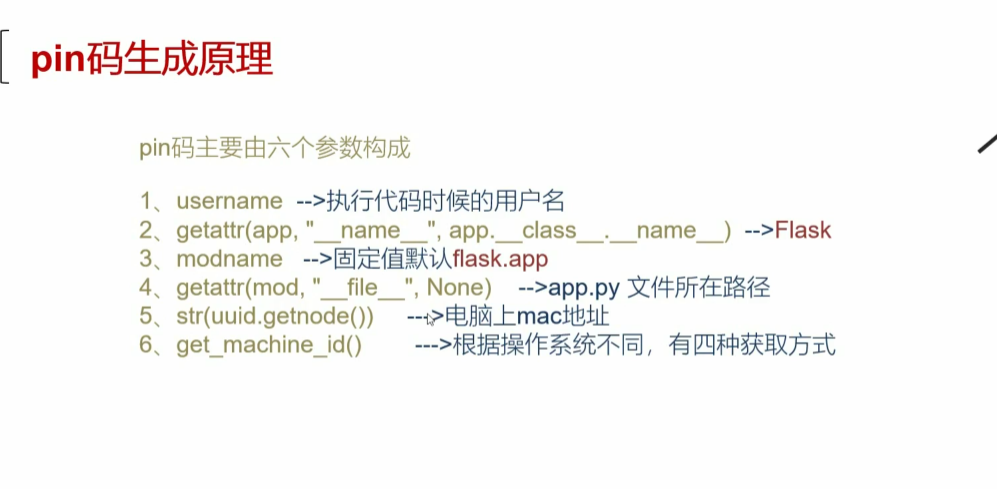 pin码生成原理
pin码主要由六个参数构成
1、username -->执行代码时候的用户名
2、getattr(app, "__name__", app.__class__.__name__) -->Flask
3、modname -->固定值默认flask.app
4、getattr(mod, "__file__", None) -->app.py 文件所在路径
5、str(uuid.getnode()) --->电脑上mac地址
6、get_machine_id() --->根据操作系统不同，有四种获取方式